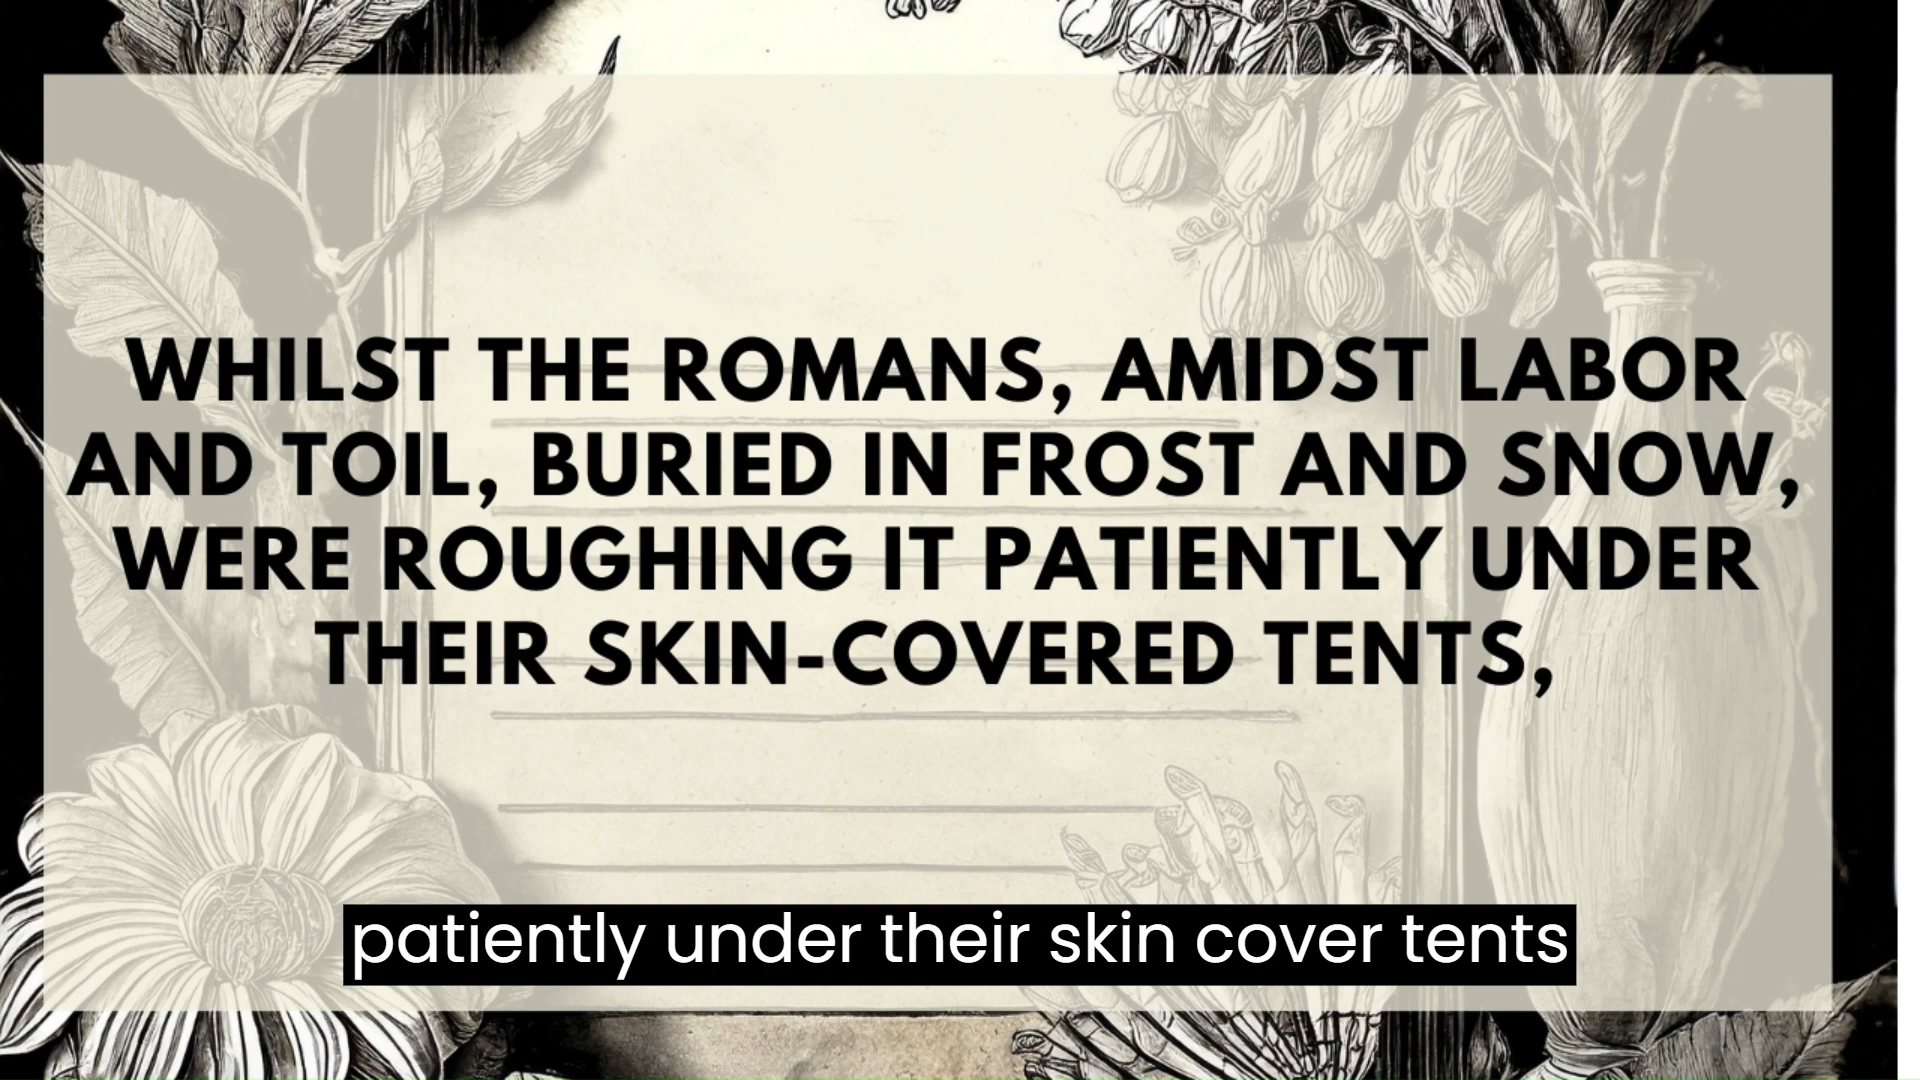 WHILST THE ROMANS, AMIDST LABOR
AND TOIL, BURIED IN FROST AND SNOW,
WERE ROUGHING IT PATIENTLY UNDER
THEIR SKIN-COVERED TENTS,
patiently under their skin cover tents